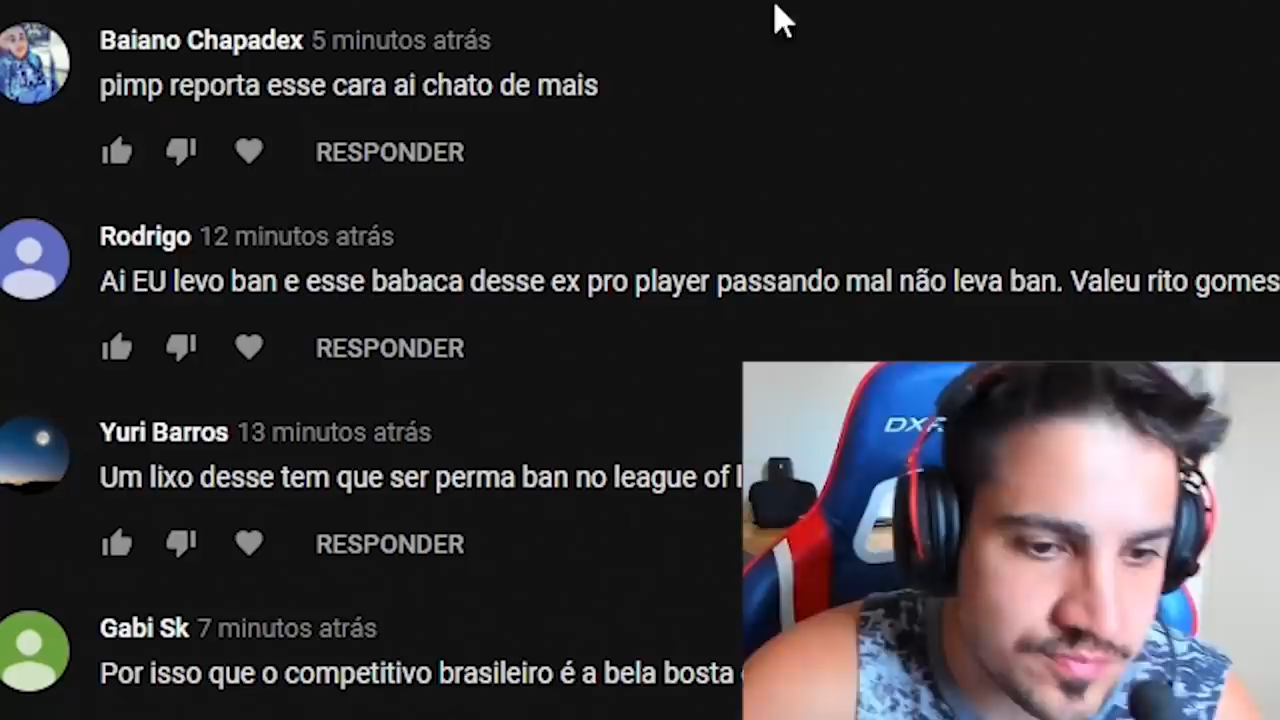 Baiano Chapadex 5 minutos atrás
pimp reporta esse cara ai chato de mais
RESPONDER
Rodrigo 12 minutos atrás
Ai EU levo ban e esse babaca desse ex pro player passando mal não leva ban. Valeu rito gomes
RESPONDER
Yuri Barros 13 minutos atrás
Um lixo desse tem que ser perma ban no league of
RESPONDER
Gabi Sk 7 minutos atrás
Por isso que o competitivo brasileiro é a bela bosta